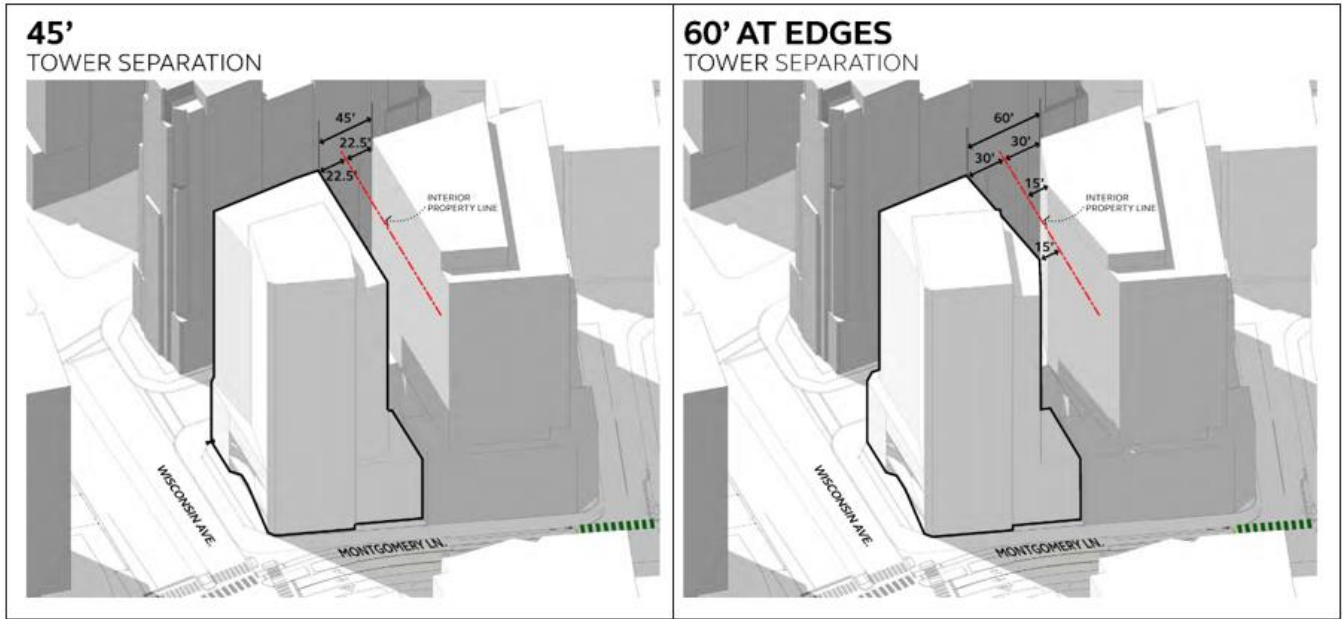 45’
TOWER SEPARATION
45’
22.5’
22.5’
INTERIOR
PROPERTY LINE
WISCONSIN AVE.
MONTGOMERY LN.
60’ AT EDGES
TOWER SEPARATION
60’
30’
30’
15’
INTERIOR
PROPERTY LINE
15’
WISCONSIN AVE.
MONTGOMERY LN.